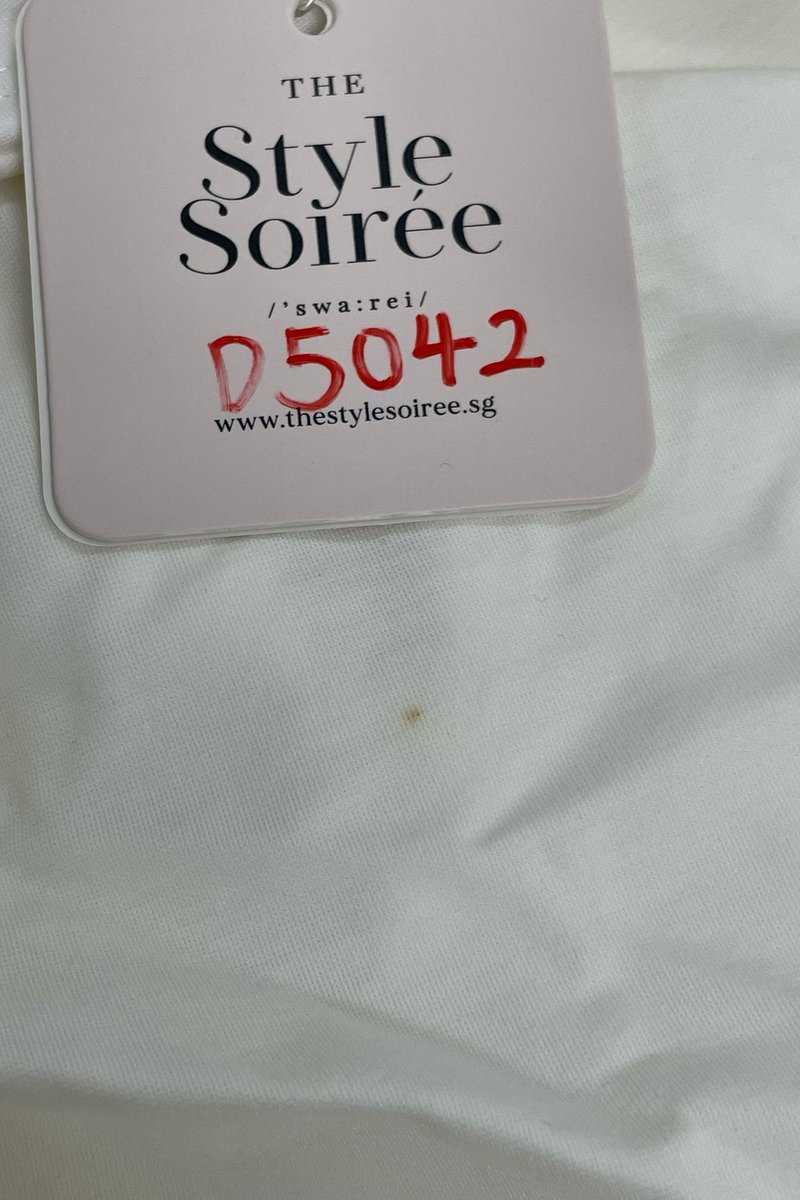 THE
Style
Soirée
/’swa:rei/
D5042
www.thestylesoiree.sg